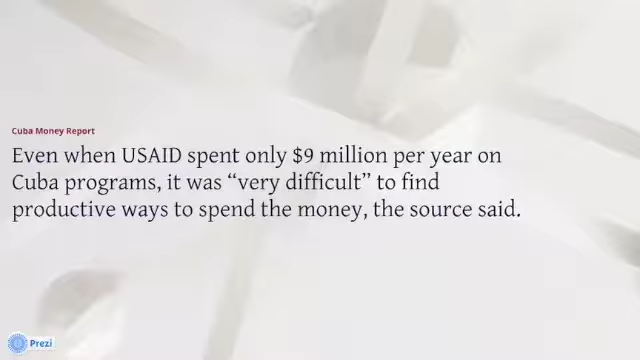 Cuba Money Report
Even when USAID spent only $9 million per year on
Cuba programs, it was “very difficult” to find
productive ways to spend the money, the source said.
Prezi